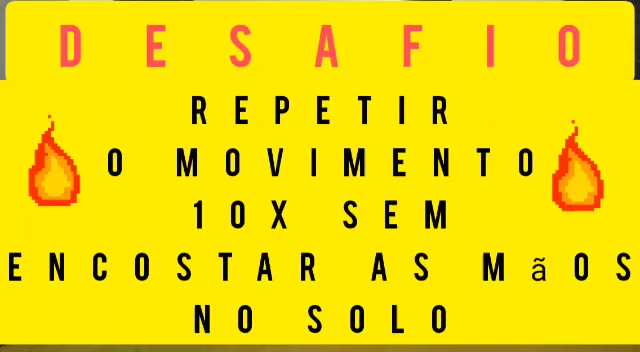 DESAFIO
REPETIR
O MOVIMENTO
10X SEM
ENCOSTAR AS MãOS
NO SOLO